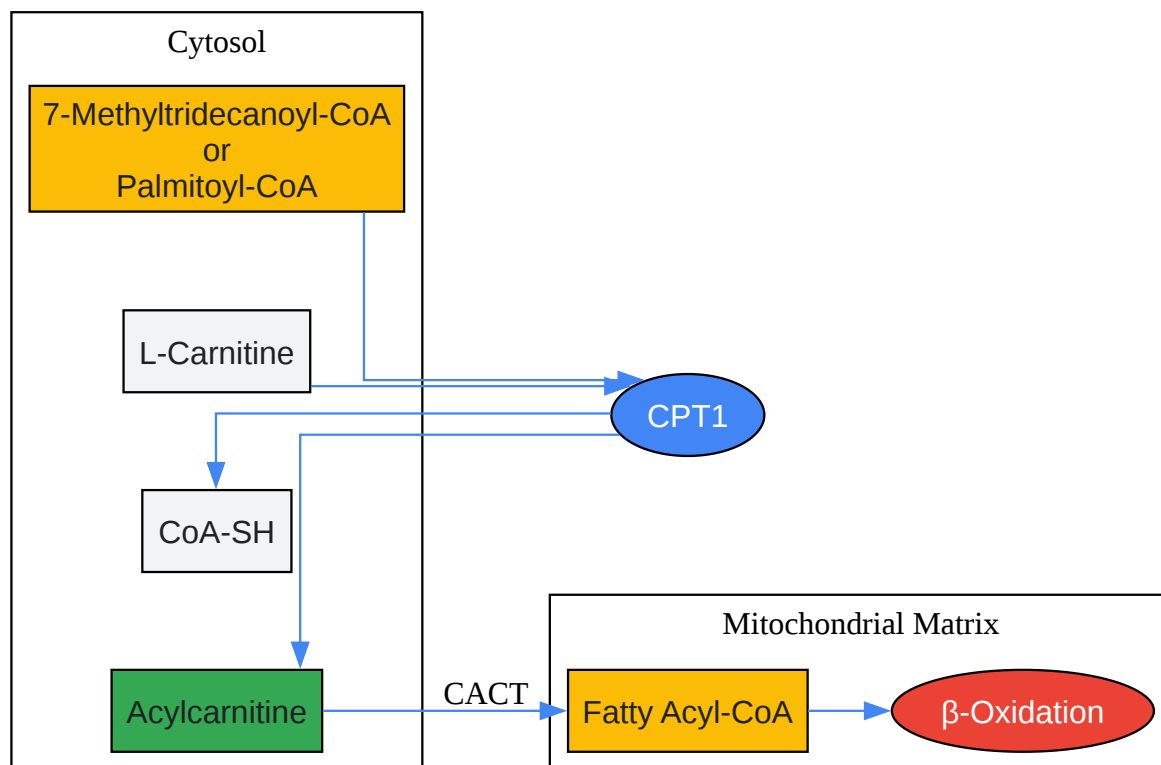 Cytosol
7-Methyltridecanoyl-CoA
or
Palmitoyl-CoA
L-Carnitine
CPT1
CoA-SH
Mitochondrial Matrix
Acylcarnitine
CACT
Fatty Acyl-CoA
β-Oxidation